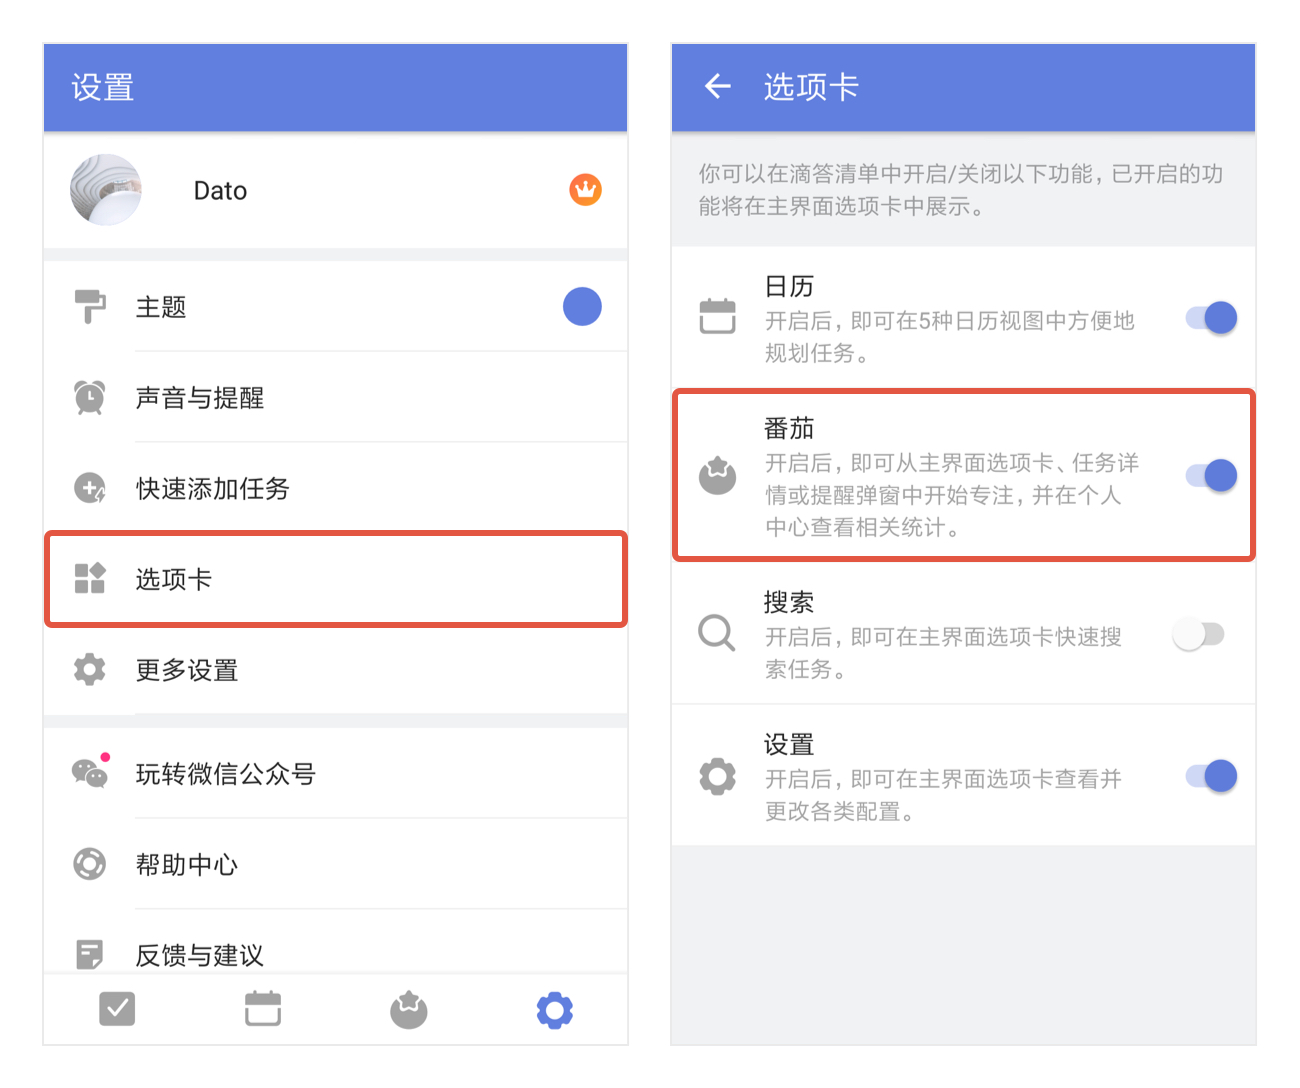 设置
Dato
主题
声音与提醒
快速添加任务
选项卡
更多设置
玩转微信公众号
帮助中心
反馈与建议
选项卡
你可以在滴答清单中开启/关闭以下功能，已开启的功
能将在主界面选项卡中展示。
日历
开启后，即可在5种日历视图中方便地
规划任务。
番茄
开启后，即可从主界面选项卡、任务详
情或提醒弹窗中开始专注，并在个人
中心查看相关统计。
搜索
开启后，即可在主界面选项卡快速搜
索任务。
设置
开启后，即可在主界面选项卡查看并
更改各类配置。